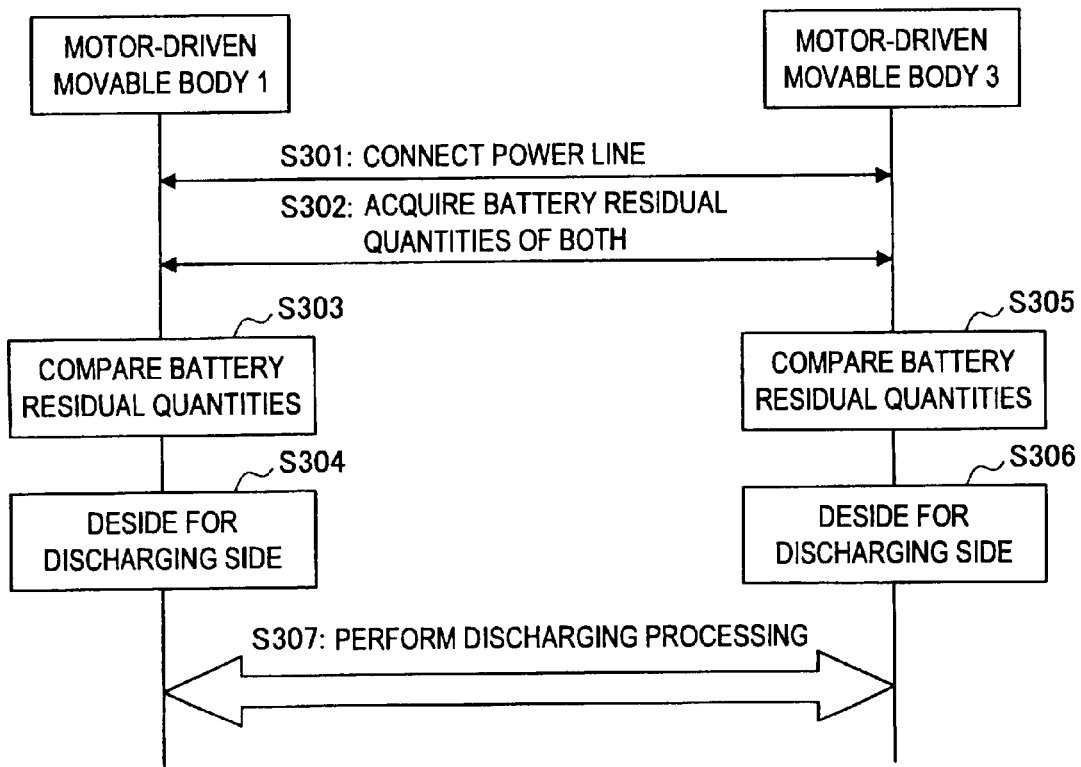 MOTOR-DRIVEN
MOVABLE BODY 1
MOTOR-DRIVEN
MOVABLE BODY 3
S301: CONNECT POWER LINE
S302: ACQUIRE BATTERY RESIDUAL
QUANTITIES OF BOTH
S303
COMPARE BATTERY
RESIDUAL QUANTITIES
S305
COMPARE BATTERY
RESIDUAL QUANTITIES
S304
DESIDE FOR
DISCHARGING SIDE
S306
DESIDE FOR
DISCHARGING SIDE
S307: PERFORM DISCHARGING PROCESSING